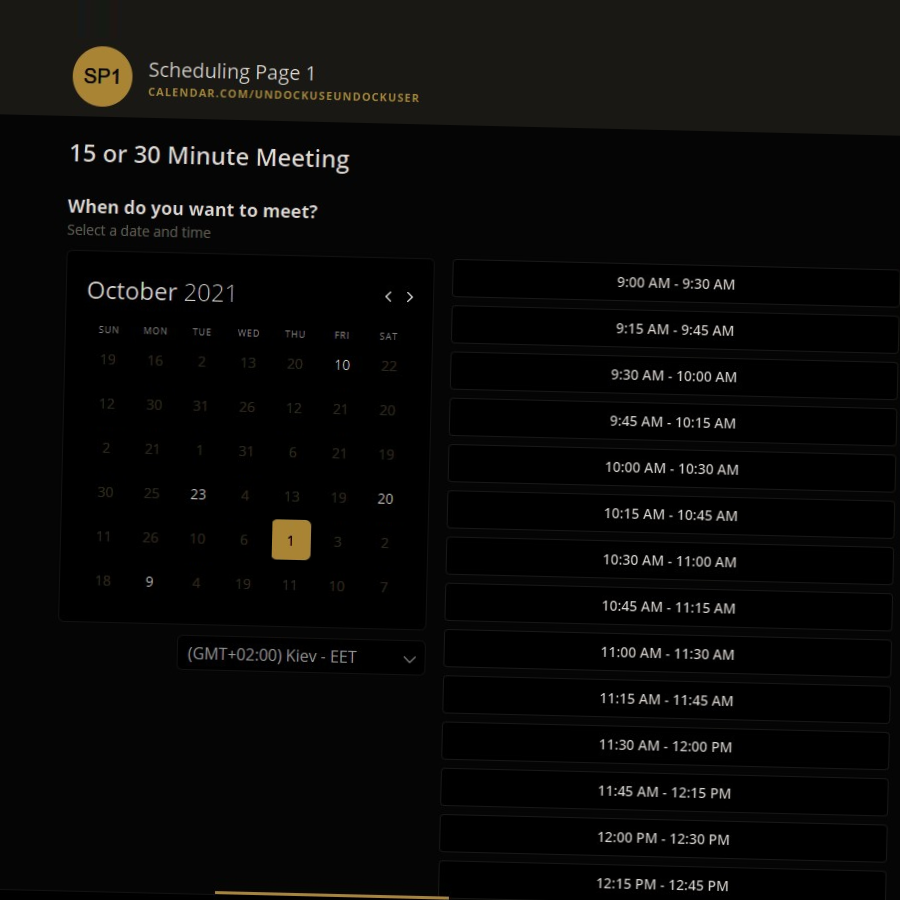 SP1
Scheduling Page 1
CALENDAR.COM/UNDOCKUSEUNDOCKUSER
15 or 30 Minute Meeting
When do you want to meet?
Select a date and time
October 2021
SUN MON TUE WED THU FRI SAT
19 16 2 13 20 10 22
12 30 31 26 12 21 20
2 21 1 31 6 21 19
30 25 23 4 13 19 20
11 26 10 6 1 3 2
18 9 4 19 11 10 7
(GMT+02:00) Kiev - EET
9:00 AM - 9:30 AM
9:15 AM - 9:45 AM
9:30 AM - 10:00 AM
9:45 AM - 10:15 AM
10:00 AM - 10:30 AM
10:15 AM - 10:45 AM
10:30 AM - 11:00 AM
10:45 AM - 11:15 AM
11:00 AM - 11:30 AM
11:15 AM - 11:45 AM
11:30 AM - 12:00 PM
11:45 AM - 12:15 PM
12:00 PM - 12:30 PM
12:15 PM - 12:45 PM